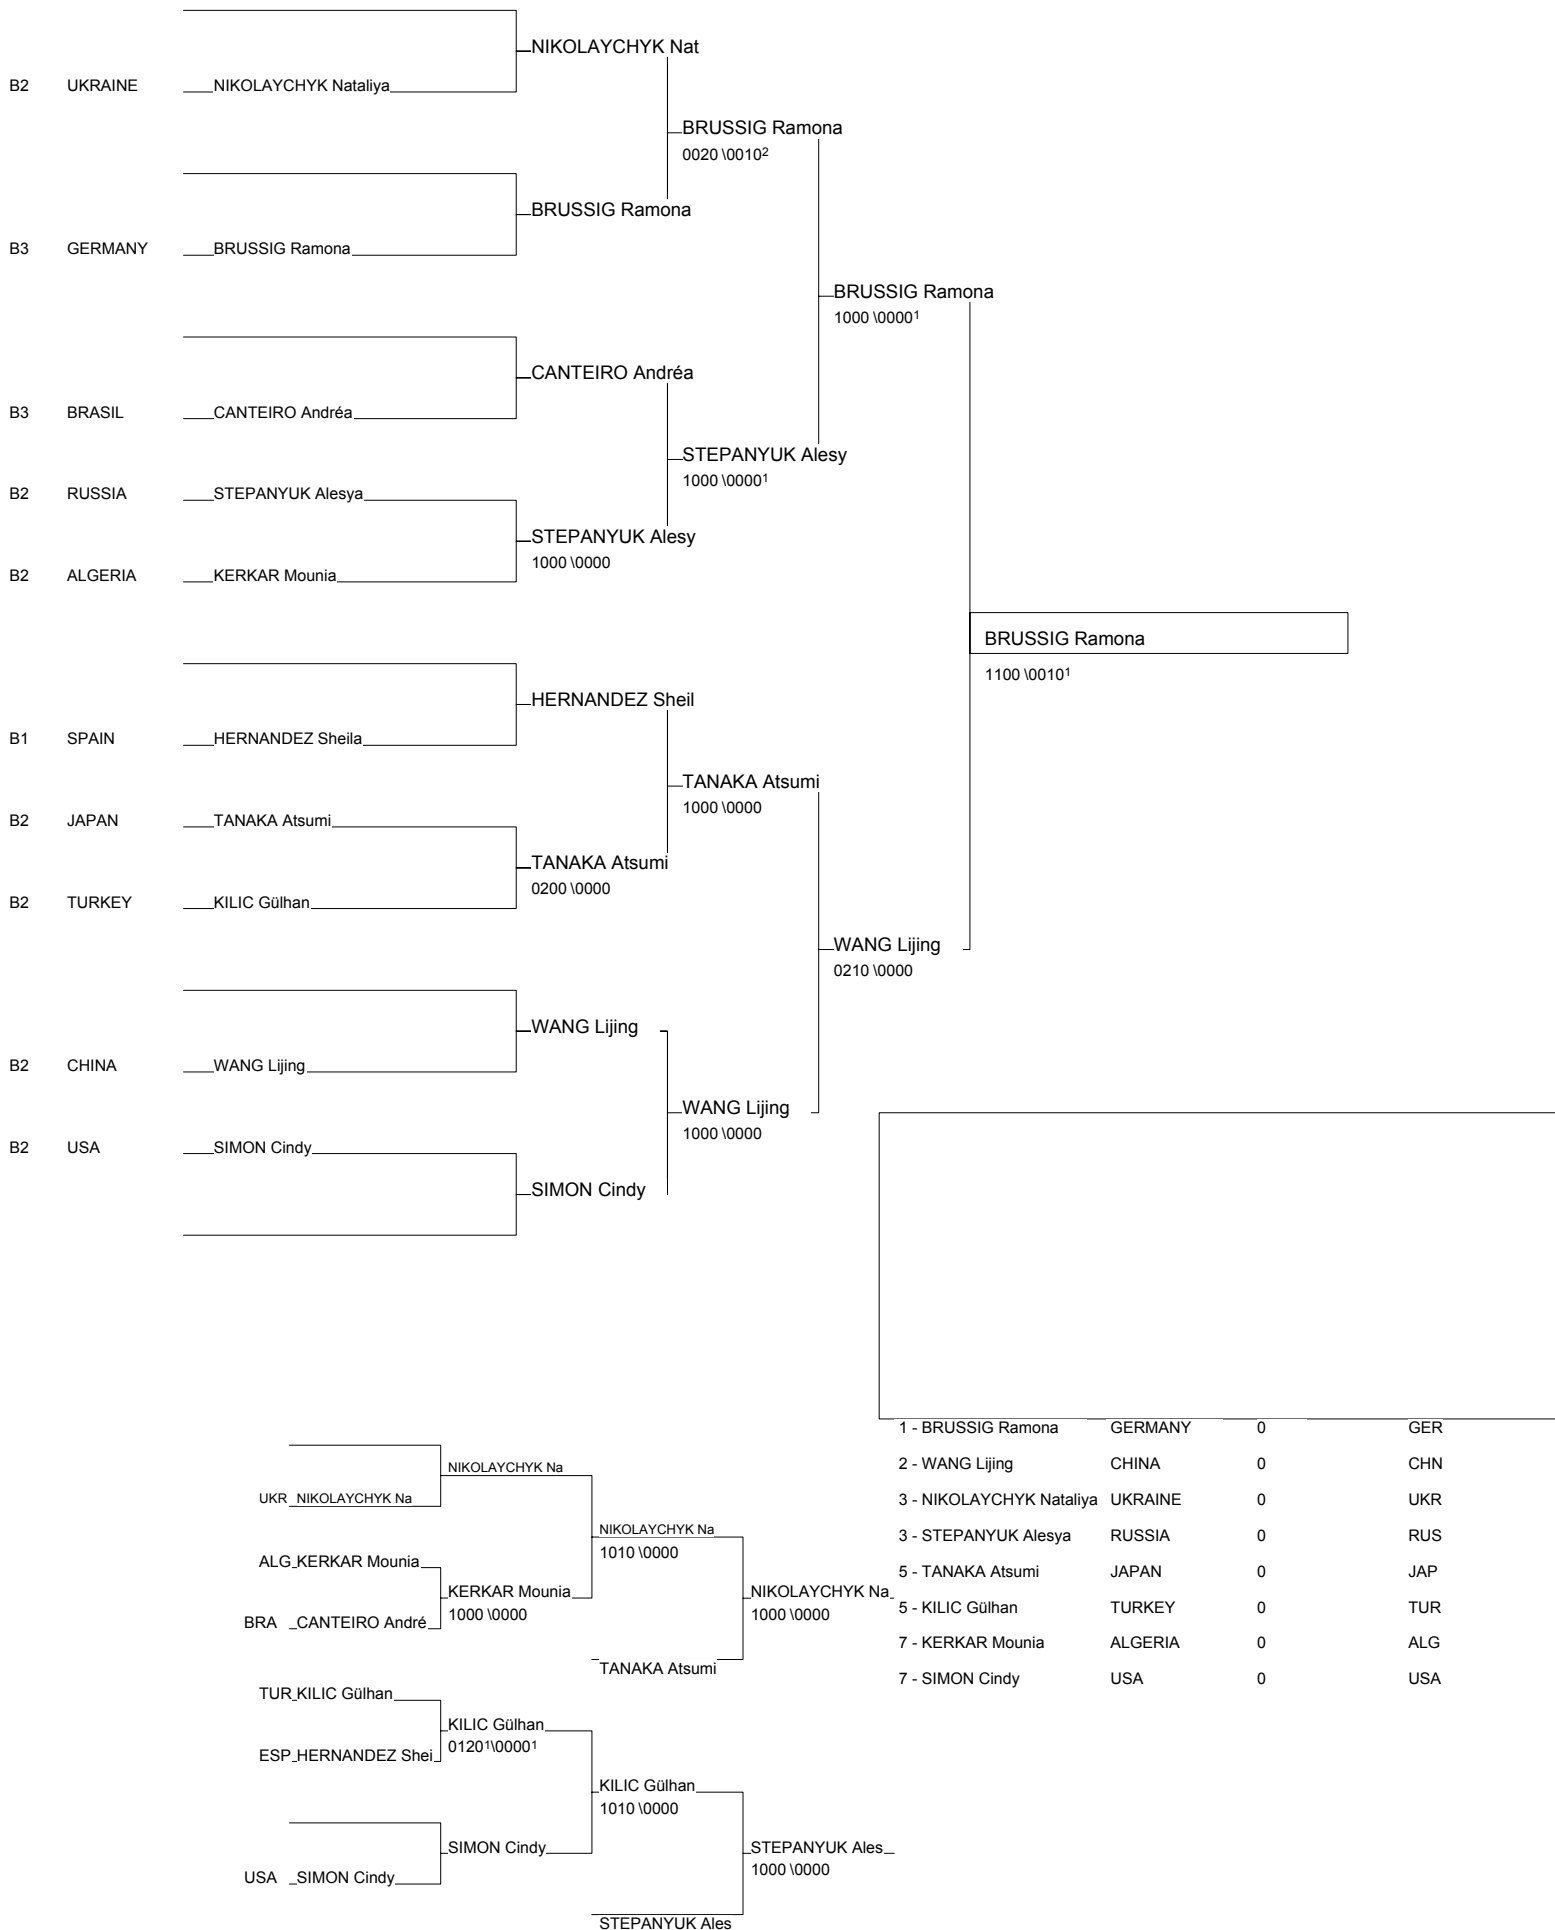 NIKOLAYCHYK Nat
B2 UKRAINE NIKOLAYCHYK Nataliya
BRUSSIG Ramona
0020 \0010²
BRUSSIG Ramona
B3 GERMANY BRUSSIG Ramona
BRUSSIG Ramona
1000 \0000¹
CANTEIRO Andréa
B3 BRASIL CANTEIRO Andréa
STEPANYUK Alesy
1000 \0000¹
B2 RUSSIA STEPANYUK Alesya
STEPANYUK Alesy
1000 \0000
B2 ALGERIA KERKAR Mounia
BRUSSIG Ramona
1100 \0010¹
HERNANDEZ Sheil
B1 SPAIN HERNANDEZ Sheila
TANAKA Atsumi
1000 \0000
B2 JAPAN TANAKA Atsumi
TANAKA Atsumi
0200 \0000
B2 TURKEY KILIC Gülhan
WANG Lijing
0210 \0000
WANG Lijing
B2 CHINA WANG Lijing
WANG Lijing
1000 \0000
B2 USA SIMON Cindy
SIMON Cindy
1 - BRUSSIG Ramona GERMANY 0 GER
2 - WANG Lijing CHINA 0 CHN
3 - NIKOLAYCHYK Nataliya UKRAINE 0 UKR
3 - STEPANYUK Alesya RUSSIA 0 RUS
5 - TANAKA Atsumi JAPAN 0 JAP
5 - KILIC Gülhan TURKEY 0 TUR
7 - KERKAR Mounia ALGERIA 0 ALG
7 - SIMON Cindy USA 0 USA
NIKOLAYCHYK Na
UKR NIKOLAYCHYK Na
NIKOLAYCHYK Na
1010 \0000
ALG KERKAR Mounia
KERKAR Mounia
1000 \0000
NIKOLAYCHYK Na
1000 \0000
BRA CANTEIRO André
TANAKA Atsumi
TUR KILIC Gülhan
KILIC Gülhan
0120¹\0000¹
ESP HERNANDEZ Shei
KILIC Gülhan
1010 \0000
SIMON Cindy
STEPANYUK Ales
1000 \0000
USA SIMON Cindy
STEPANYUK Ales